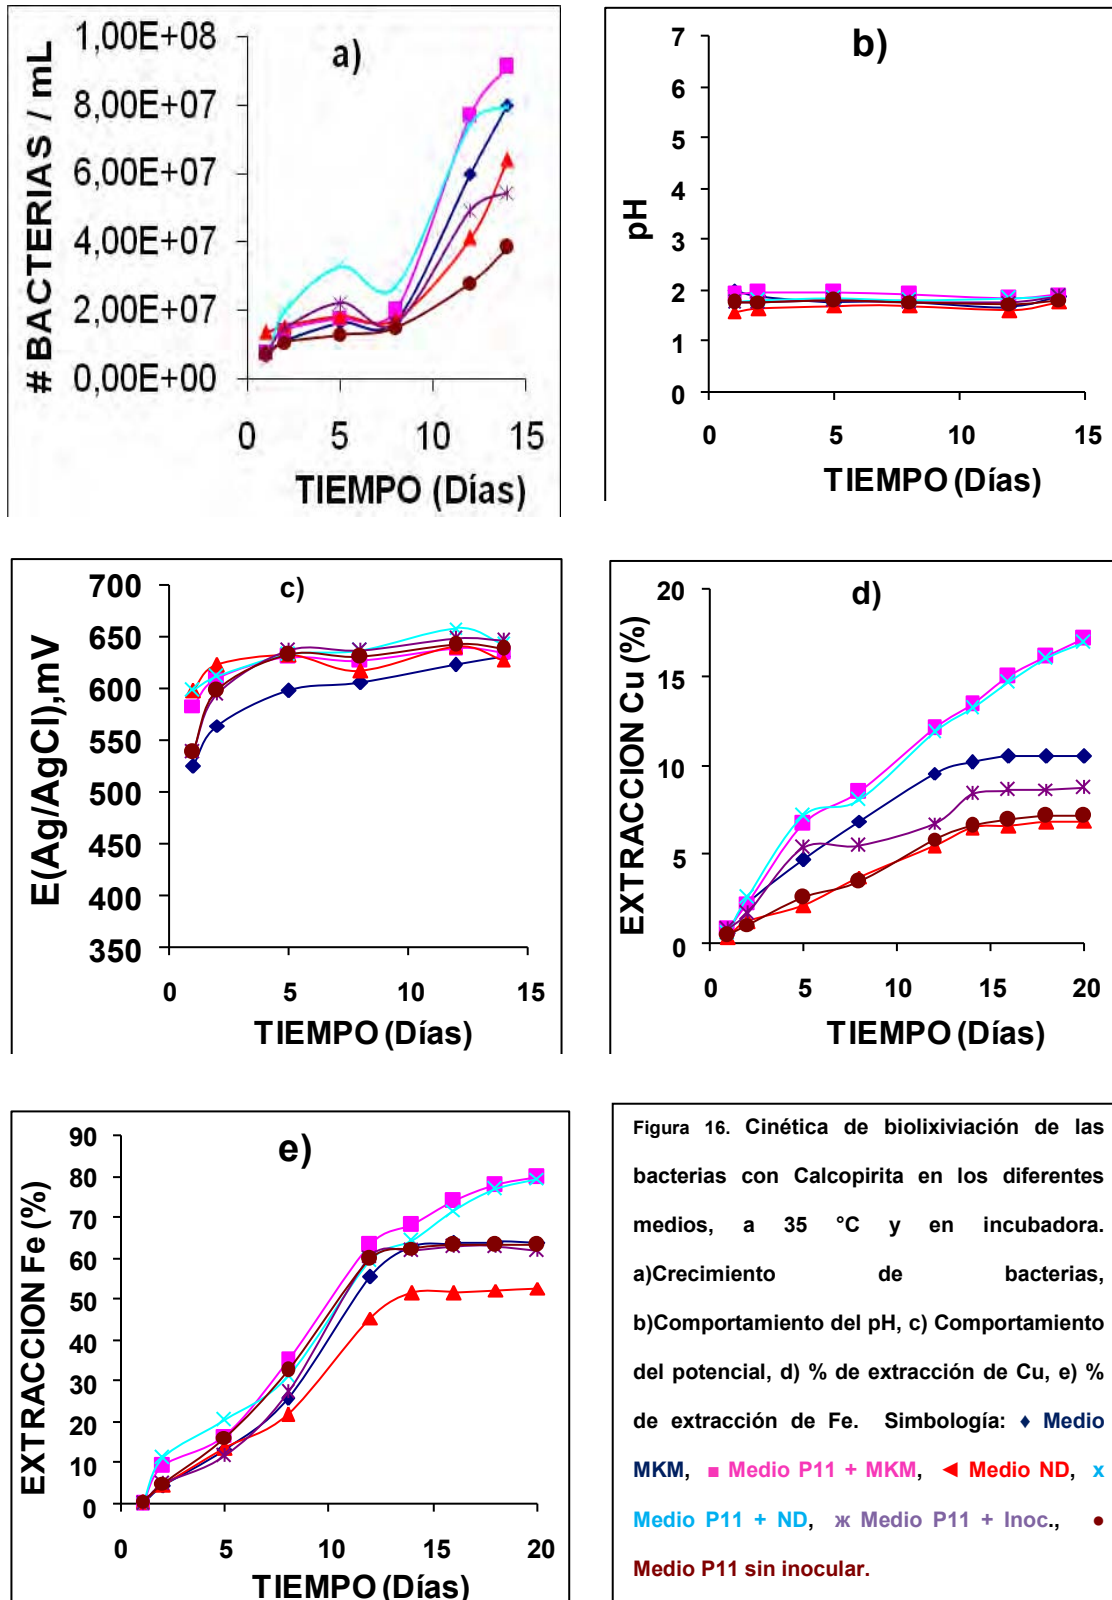 a)
1,00E+08
8,00E+07
6,00E+07
4,00E+07
2,00E+07
0,00E+00
# BACTERIAS / mL
0 5 10 15
TIEMPO (Días)
b)
7
6
5
4
3
2
1
0
pH
0 5 10 15
TIEMPO (Días)
c)
700
650
600
550
500
450
400
350
E(Ag/AgCl),mV
0 5 10 15
TIEMPO (Días)
d)
20
15
10
5
0
EXTRACCION Cu (%)
0 5 10 15 20
TIEMPO (Días)
e)
90
80
70
60
50
40
30
20
10
0
EXTRACCION Fe (%)
0 5 10 15 20
TIEMPO (Días)
Figura 16. Cinética de biolixiviación de las
bacterias con Calcopirita en los diferentes
medios, a 35 °C y en incubadora.
a)Crecimiento de bacterias,
b)Comportamiento del pH, c) Comportamiento
del potencial, d) % de extracción de Cu, e) %
de extracción de Fe. Simbología: ♦ Medio
MKM, ■ Medio P11 + MKM, ◄ Medio ND, x
Medio P11 + ND, ж Medio P11 + Inoc., ●
Medio P11 sin inocular.